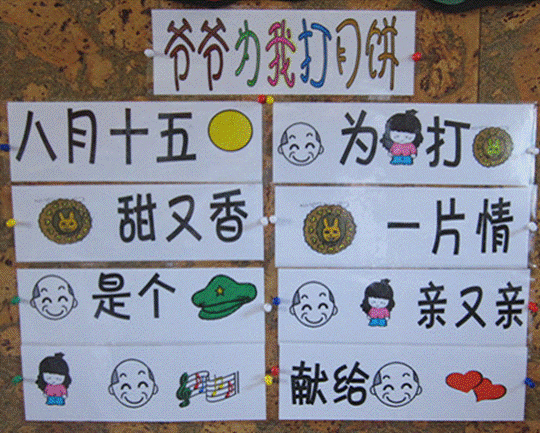 爷爷为我打月饼
八月十五
为打
甜又香
一片情
是个
亲又亲
献给